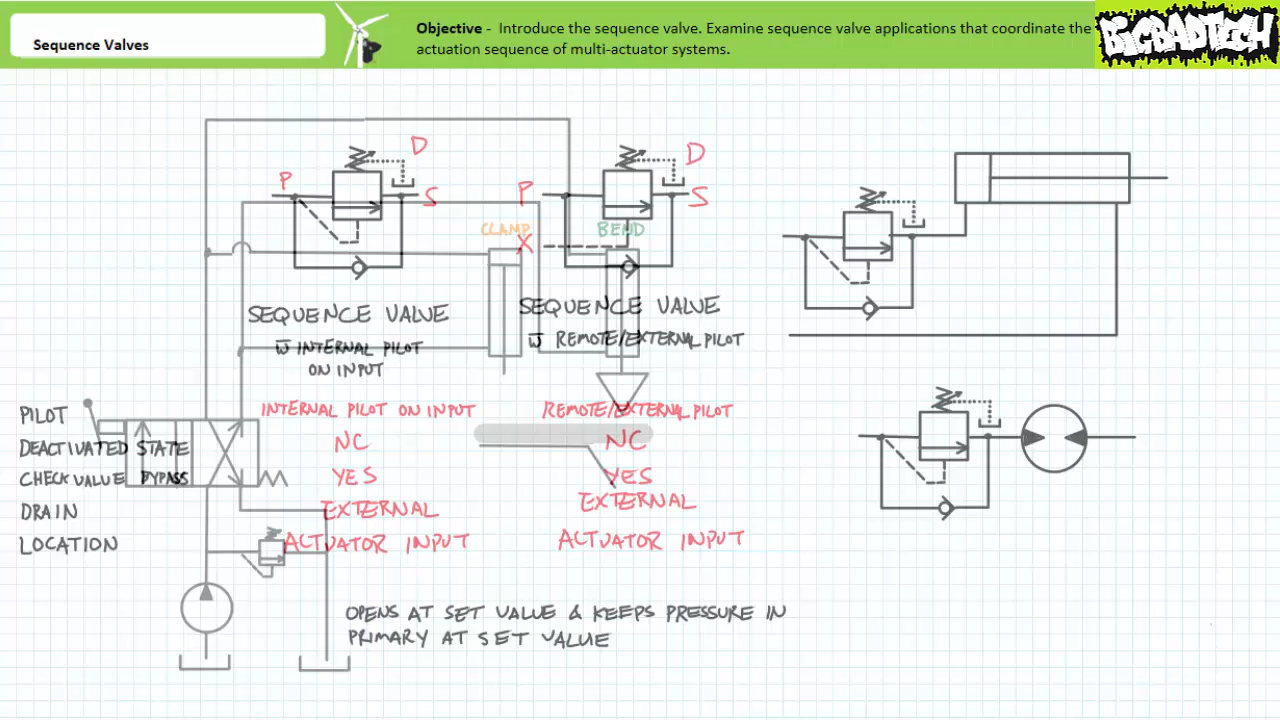 Sequence Valves
Objective - Introduce the sequence valve. Examine sequence valve applications that coordinate the
actuation sequence of multi-actuator systems.
BIGBADTECH
D
D
P
S
P
S
CLAMP
X
BEND
SEQUENCE VALVE
W INTERNAL PILOT
ON INPUT
SEQUENCE VALVE
W REMOTE/EXTERNAL PILOT
PILOT
INTERNAL PILOT ON INPUT
REMOTE/EXTERNAL PILOT
DEACTIVATED STATE
NC
NC
CHECK VALVE BYPASS
YES
YES
DRAIN
EXTERNAL
EXTERNAL
LOCATION
ACTUATOR INPUT
ACTUATOR INPUT
OPENS AT SET VALUE & KEEPS PRESSURE IN
PRIMARY AT SET VALUE